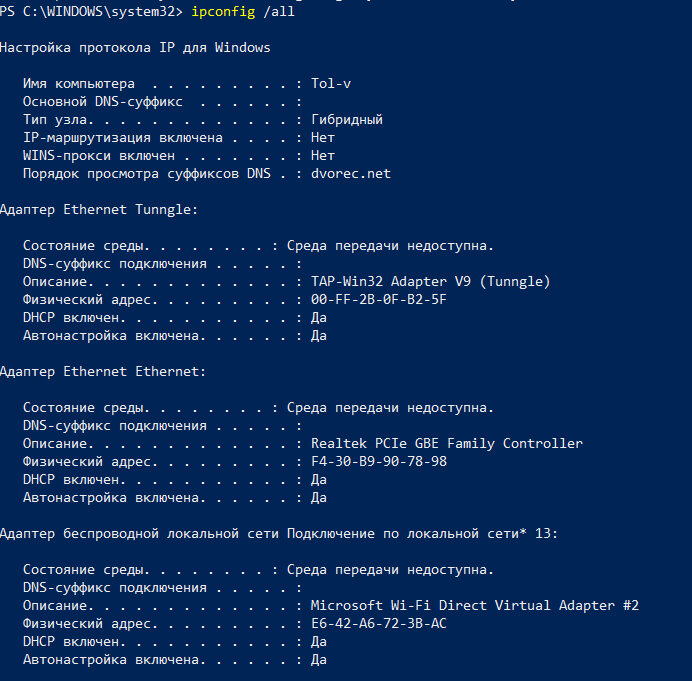 PS C:\WINDOWS\system32> ipconfig /all
Настройка протокола IP для Windows
Имя компьютера  . . . . . . . . . : Tol-v
Основной DNS-суффикс  . . . . . . :
Тип узла. . . . . . . . . . . . . : Гибридный
IP-маршрутизация включена . . . . : Нет
WINS-прокси включен . . . . . . . : Нет
Порядок просмотра суффиксов DNS . : dvorec.net
Адаптер Ethernet Tunngle:
Состояние среды. . . . . . . . : Среда передачи недоступна.
DNS-суффикс подключения . . . . . :
Описание. . . . . . . . . . . . . : TAP-Win32 Adapter V9 (Tunngle)
Физический адрес. . . . . . . . . : 00-FF-2B-0F-B2-5F
DHCP включен. . . . . . . . . . . : Да
Автонастройка включена. . . . . . : Да
Адаптер Ethernet Ethernet:
Состояние среды. . . . . . . . : Среда передачи недоступна.
DNS-суффикс подключения . . . . . :
Описание. . . . . . . . . . . . . : Realtek PCIe GBE Family Controller
Физический адрес. . . . . . . . . : F4-30-B9-90-78-98
DHCP включен. . . . . . . . . . . : Да
Автонастройка включена. . . . . . : Да
Адаптер беспроводной локальной сети Подключение по локальной сети* 13:
Состояние среды. . . . . . . . : Среда передачи недоступна.
DNS-суффикс подключения . . . . . :
Описание. . . . . . . . . . . . . : Microsoft Wi-Fi Direct Virtual Adapter #2
Физический адрес. . . . . . . . . : E6-42-A6-72-3B-AC
DHCP включен. . . . . . . . . . . : Да
Автонастройка включена. . . . . . : Да